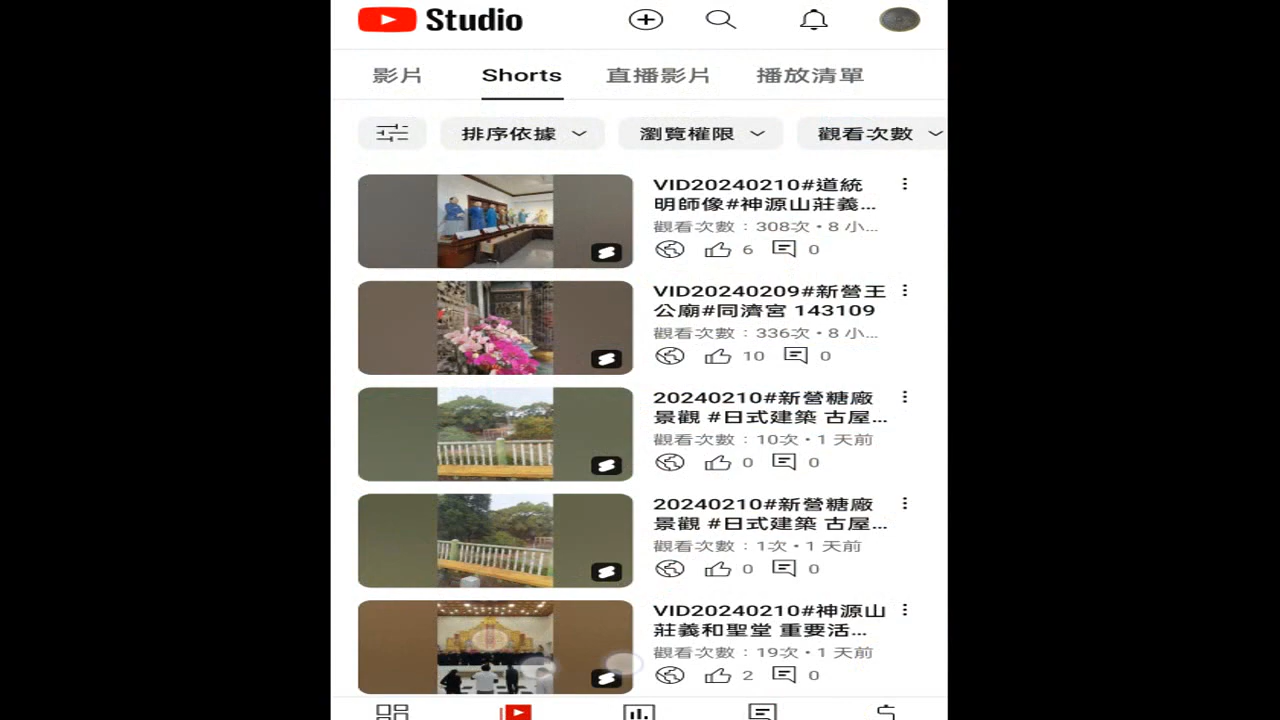 Studio
影片 Shorts 直播影片 播放清單
排序依據 瀏覽權限 觀看次數
VID20240210#道統
明師像#神源山莊義...
觀看次數：308次・8 小...
6 0
VID20240209#新營王
公廟#同濟宮 143109
觀看次數：336次・8 小...
10 0
20240210#新營糖廠
景觀 #日式建築 古屋...
觀看次數：10次・1 天前
0 0
20240210#新營糖廠
景觀 #日式建築 古屋...
觀看次數：1次・1 天前
0 0
VID20240210#神源山
莊義和聖堂 重要活...
觀看次數：19次・1 天前
2 0